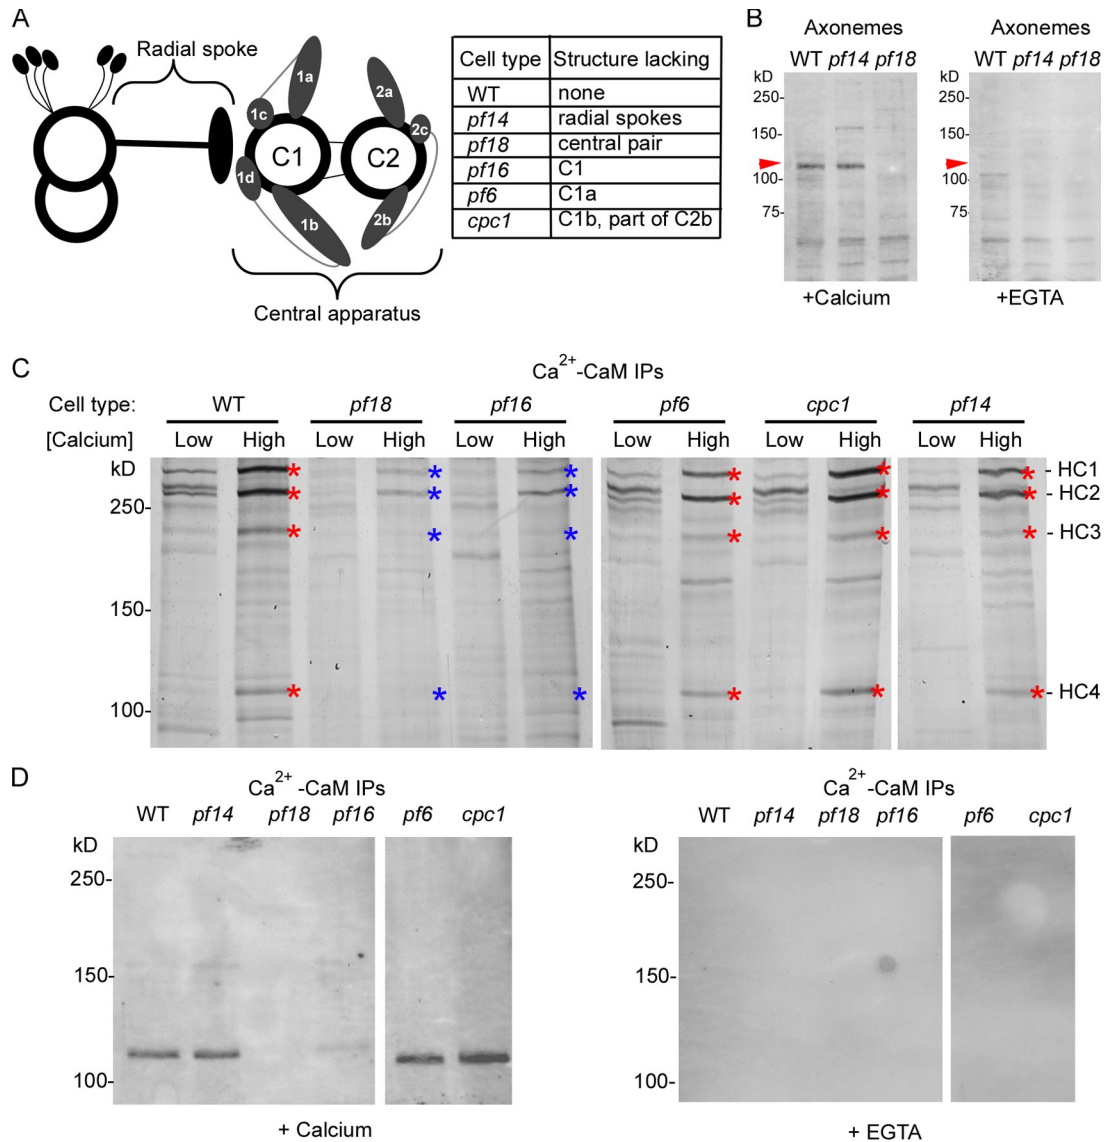 A
Radial spoke
1a
2a
1c
2c
C1
C2
1d
1b
2b
Central apparatus
Cell type Structure lacking
WT none
pf14 radial spokes
pf18 central pair
pf16 C1
pf6 C1a
cpc1 C1b, part of C2b
B
Axonemes Axonemes
WT pf14 pf18 WT pf14 pf18
kD kD
250- 250-
150- 150-
100- 100-
75- 75-
+Calcium +EGTA
C
Ca2+-CaM IPs
Cell type: WT pf18 pf16 pf6 cpc1 pf14
[Calcium] Low High Low High Low High Low High Low High Low High
kD
* * * * * * - HC1
* * * * * * - HC2
250-
* * * * * * - HC3
150-
* * * * * * - HC4
100-
D
Ca2+ -CaM IPs Ca2+ -CaM IPs
WT pf14 pf18 pf16 pf6 cpc1 WT pf14 pf18 pf16 pf6 cpc1
kD kD
250- 250-
150- 150-
100- 100-
+ Calcium + EGTA